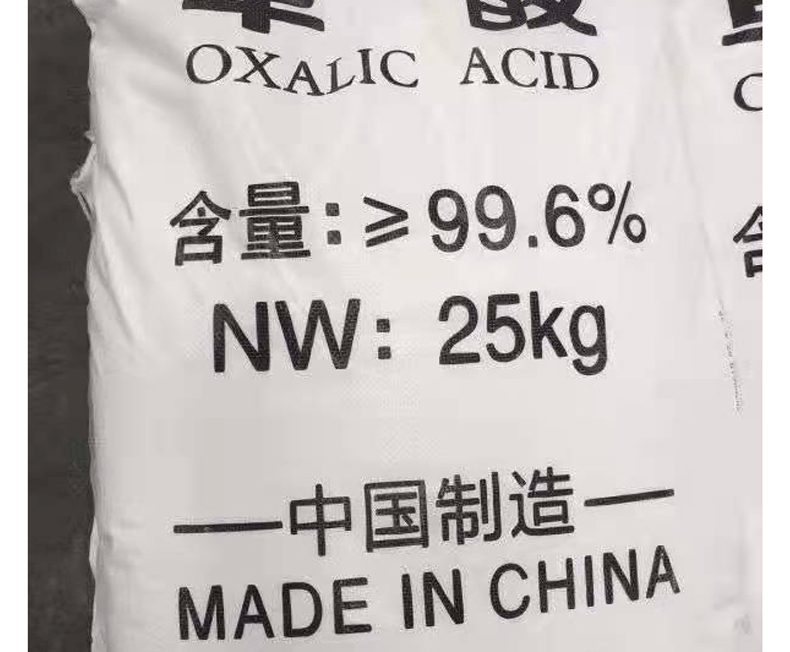 OXALIC ACID
含量:≥99.6%
NW: 25kg
—中国制造—
MADE IN CHINA